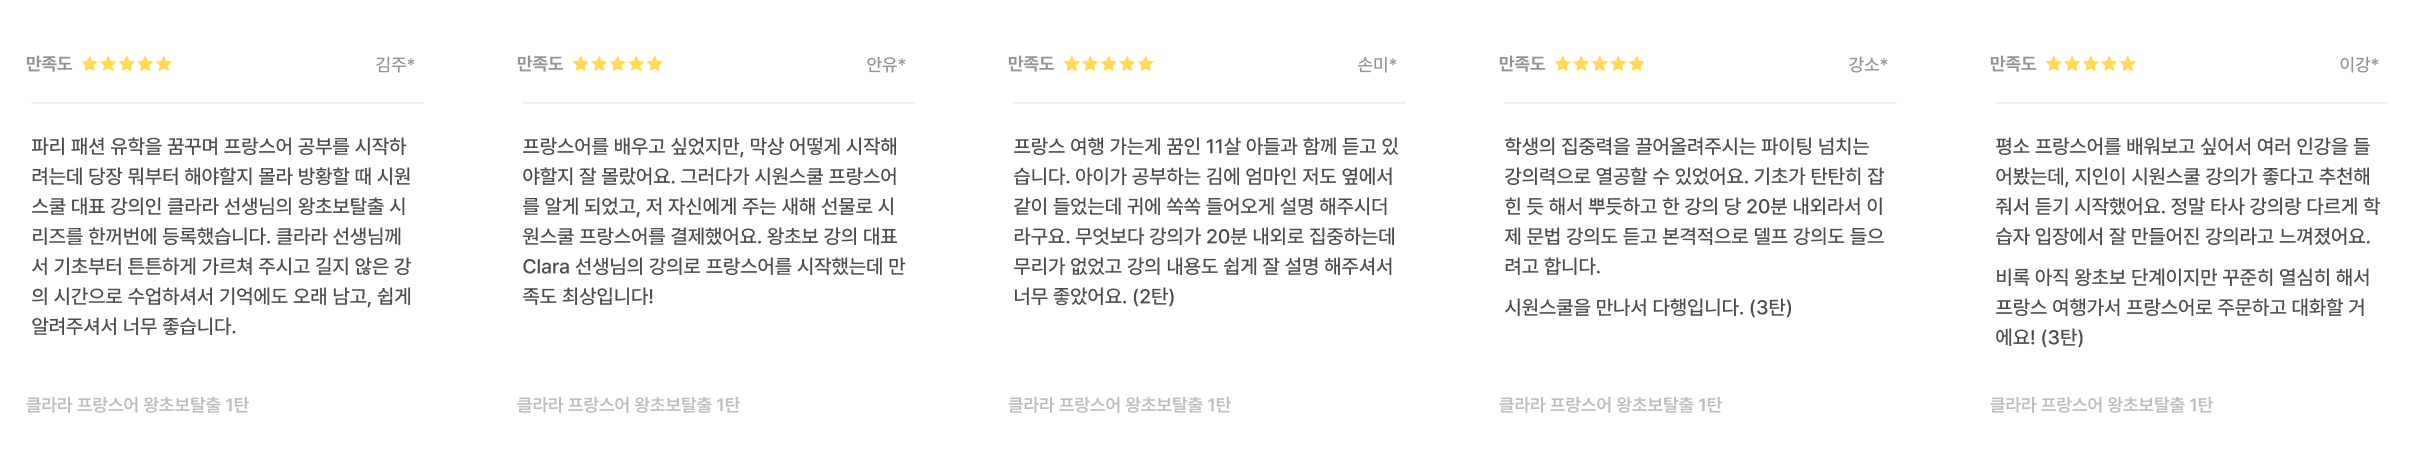 만족도 ★★★★★ 김주*
파리 패션 유학을 꿈꾸며 프랑스어 공부를 시작하
려는데 당장 뭐부터 해야할지 몰라 방황할 때 시원
스쿨 대표 강의인 클라라 선생님의 왕초보탈출 시
리즈를 한꺼번에 등록했습니다. 클라라 선생님께
서 기초부터 튼튼하게 가르쳐 주시고 길지 않은 강
의 시간으로 수업하셔서 기억에도 오래 남고, 쉽게
알려주셔서 너무 좋습니다.
클라라 프랑스어 왕초보탈출 1탄
만족도 ★★★★★ 안유*
프랑스어를 배우고 싶었지만, 막상 어떻게 시작해
야할지 잘 몰랐어요. 그러다가 시원스쿨 프랑스어
를 알게 되었고, 저 자신에게 주는 새해 선물로 시
원스쿨 프랑스어를 결제했어요. 왕초보 강의 대표
Clara 선생님의 강의로 프랑스어를 시작했는데 만
족도 최상입니다!
클라라 프랑스어 왕초보탈출 1탄
만족도 ★★★★★ 손미*
프랑스 여행 가는게 꿈인 11살 아들과 함께 듣고 있
습니다. 아이가 공부하는 김에 엄마인 저도 옆에서
같이 들었는데 귀에 쏙쏙 들어오게 설명 해주시더
라구요. 무엇보다 강의가 20분 내외로 집중하는데
무리가 없었고 강의 내용도 쉽게 잘 설명 해주셔서
너무 좋았어요. (2탄)
클라라 프랑스어 왕초보탈출 1탄
만족도 ★★★★★ 강소*
학생의 집중력을 끌어올려주시는 파이팅 넘치는
강의력으로 열공할 수 있었어요. 기초가 탄탄히 잡
힌 듯 해서 뿌듯하고 한 강의 당 20분 내외라서 이
제 문법 강의도 듣고 본격적으로 델프 강의도 들으
려고 합니다.
시원스쿨을 만나서 다행입니다. (3탄)
클라라 프랑스어 왕초보탈출 1탄
만족도 ★★★★★ 이강*
평소 프랑스어를 배워보고 싶어서 여러 인강을 들
어봤는데, 지인이 시원스쿨 강의가 좋다고 추천해
줘서 듣기 시작했어요. 정말 타사 강의랑 다르게 학
습자 입장에서 잘 만들어진 강의라고 느껴졌어요.
비록 아직 왕초보 단계이지만 꾸준히 열심히 해서
프랑스 여행가서 프랑스어로 주문하고 대화할 거
에요! (3탄)
클라라 프랑스어 왕초보탈출 1탄